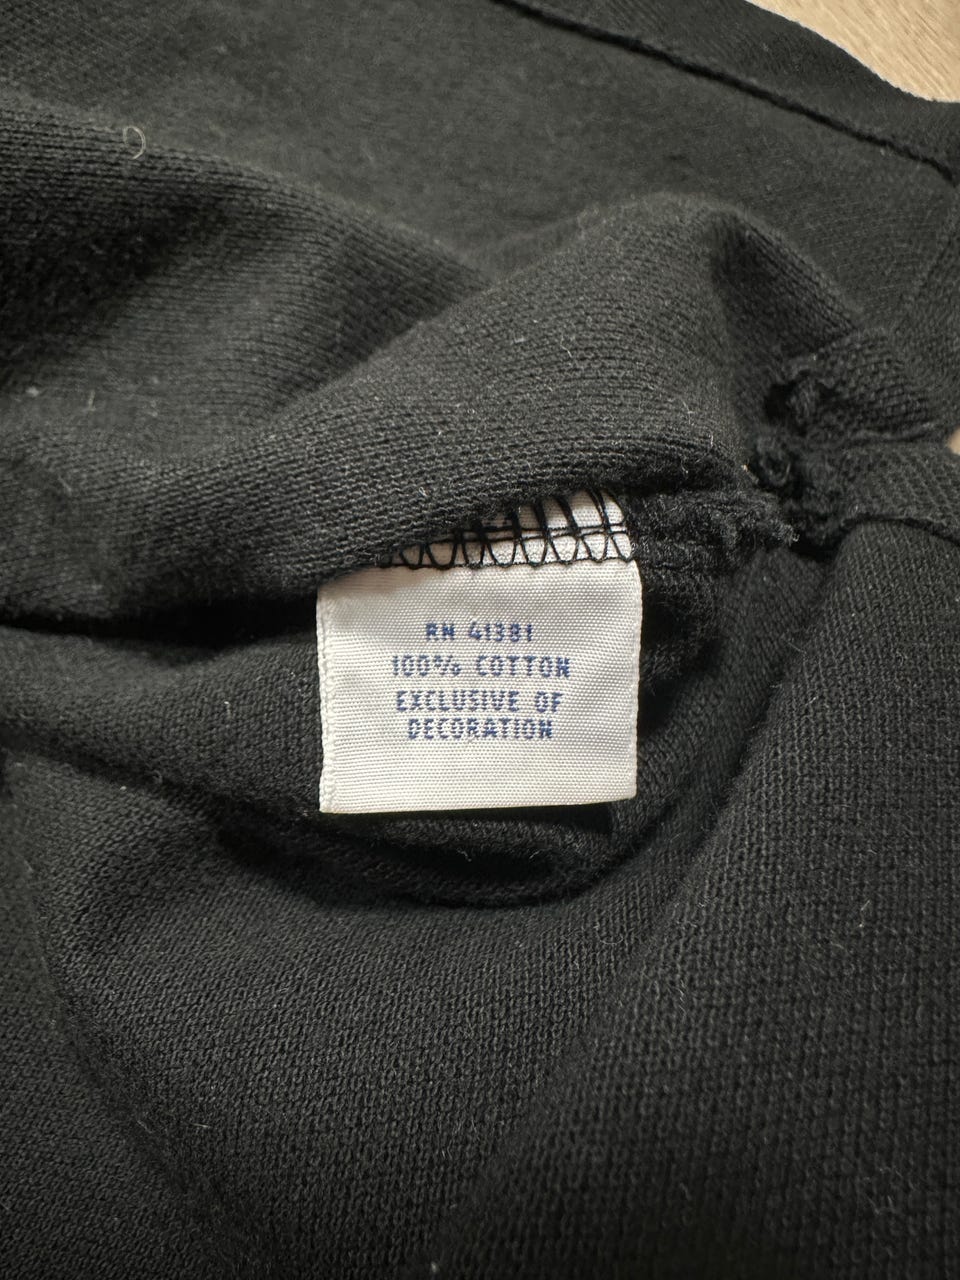 RN 41381
100% COTTON
EXCLUSIVE OF
DECORATION